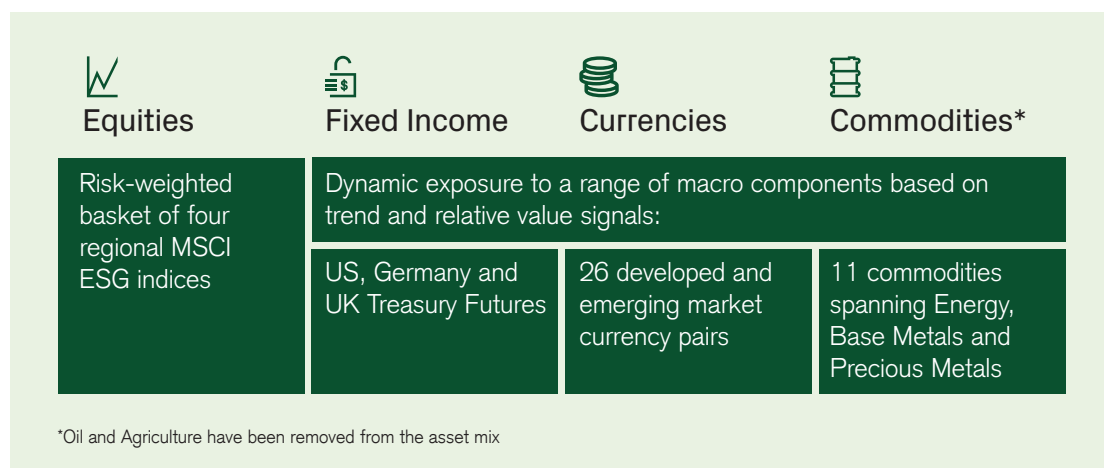 Equities
Fixed Income
Currencies
Commodities*
Risk-weighted
basket of four
regional MSCI
ESG indices
Dynamic exposure to a range of macro components based on
trend and relative value signals:
US, Germany and
UK Treasury Futures
26 developed and
emerging market
currency pairs
11 commodities
spanning Energy,
Base Metals and
Precious Metals
*Oil and Agriculture have been removed from the asset mix